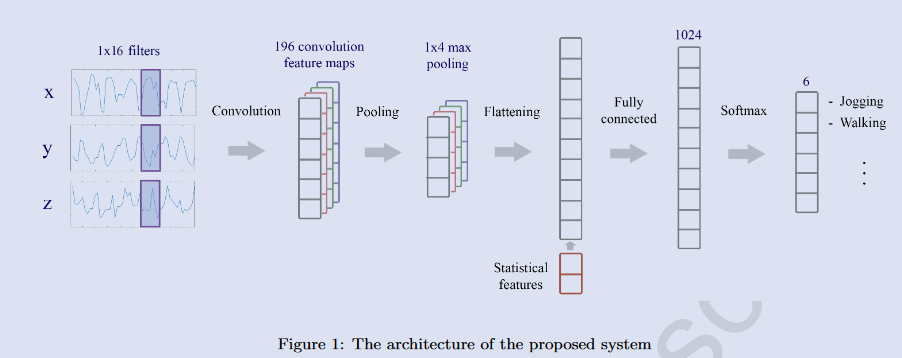 1x16 filters
x
y
z
Convolution
196 convolution
feature maps
Pooling
1x4 max
pooling
Flattening
Statistical
features
Fully
connected
1024
Softmax
6
- Jogging
- Walking
Figure 1: The architecture of the proposed system